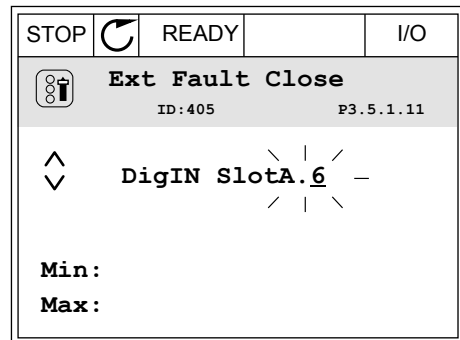 STOP READY I/O
Ext Fault Close
ID:405 P3.5.1.11
DigIN SlotA.6
Min:
Max: